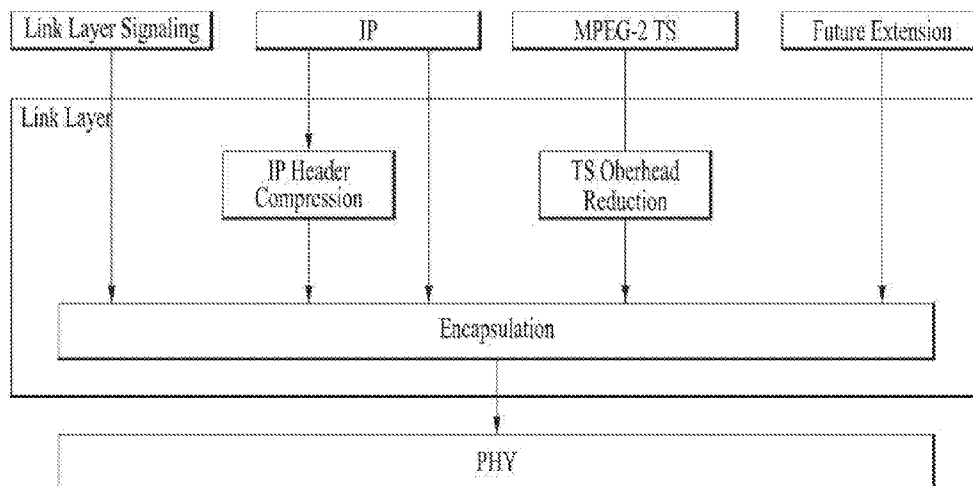 Link Layer Signaling
IP
MPEG-2 TS
Future Extension
Link Layer
IP Header
Compression
TS Oberhead
Reduction
Encapsulation
PHY